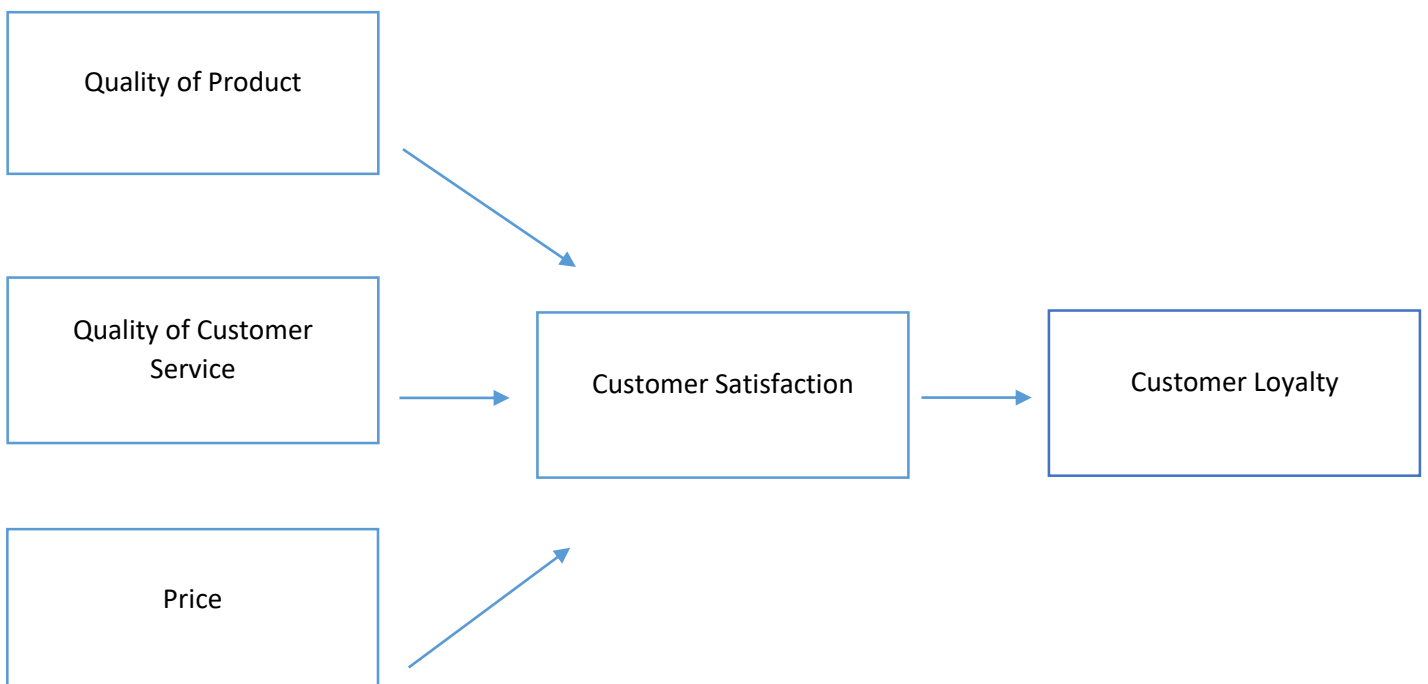 Quality of Product
Quality of Customer
Service
Customer Satisfaction
Customer Loyalty
Price